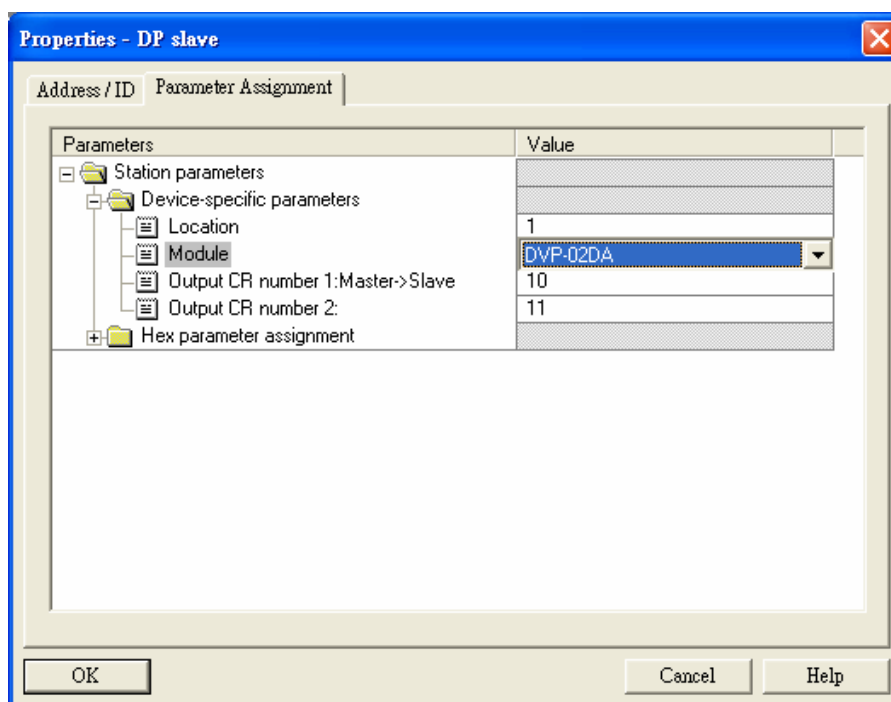 Properties - DP slave
Address / ID Parameter Assignment
Parameters Value
Station parameters
Device-specific parameters
Location 1
Module DVP-02DA
Output CR number 1:Master->Slave 10
Output CR number 2: 11
Hex parameter assignment
OK Cancel Help